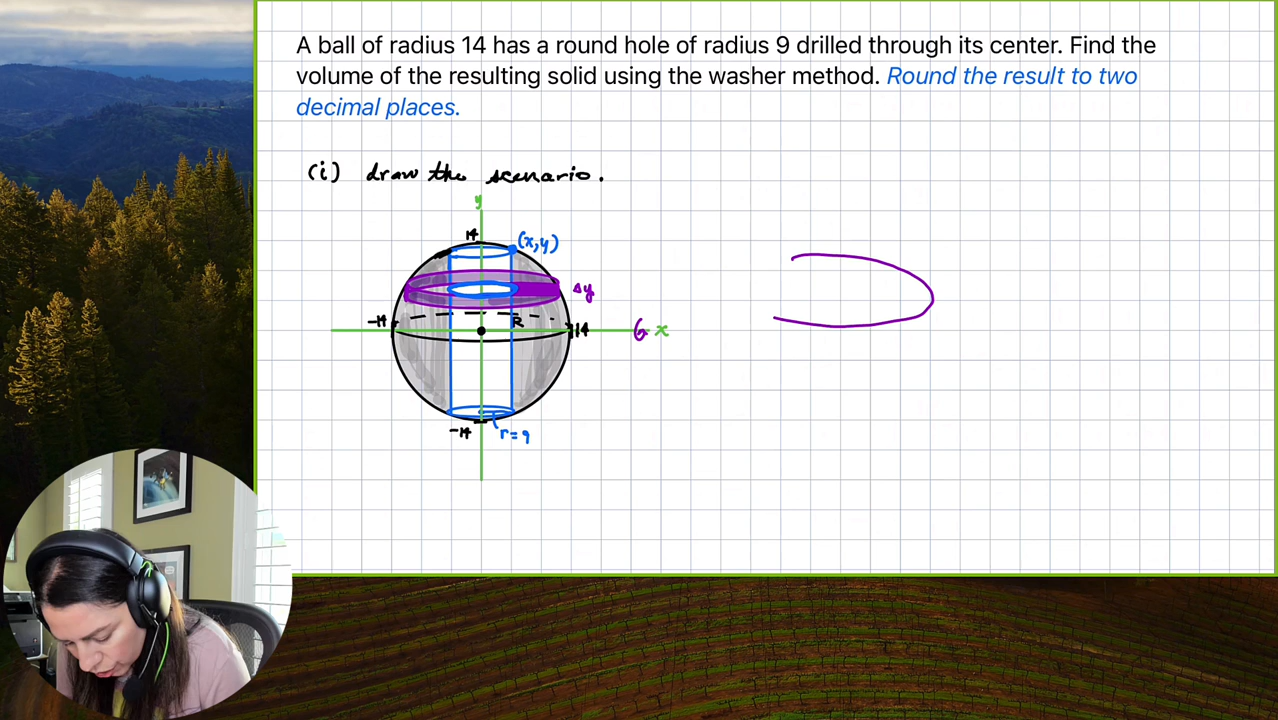 A ball of radius 14 has a round hole of radius 9 drilled through its center. Find the
volume of the resulting solid using the washer method. Round the result to two
decimal places.
(i) draw the scenario.
y
14
(x,y)
Δy
-14
R
14
x
-14
r=9